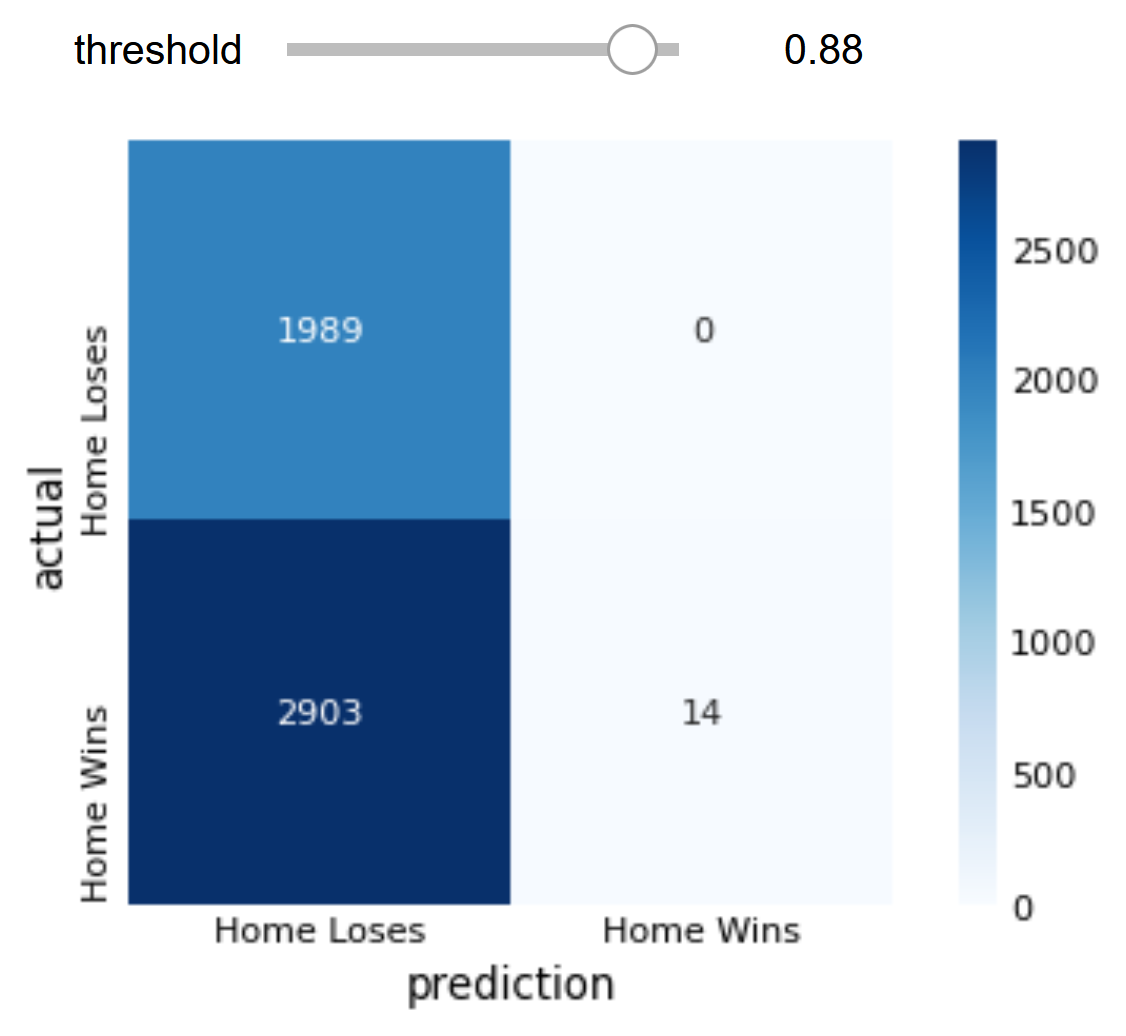 threshold 0.88
2500
2000
1500
1000
500
0
actual
Home Loses
1989 0
Home Wins
2903 14
Home Loses Home Wins
prediction